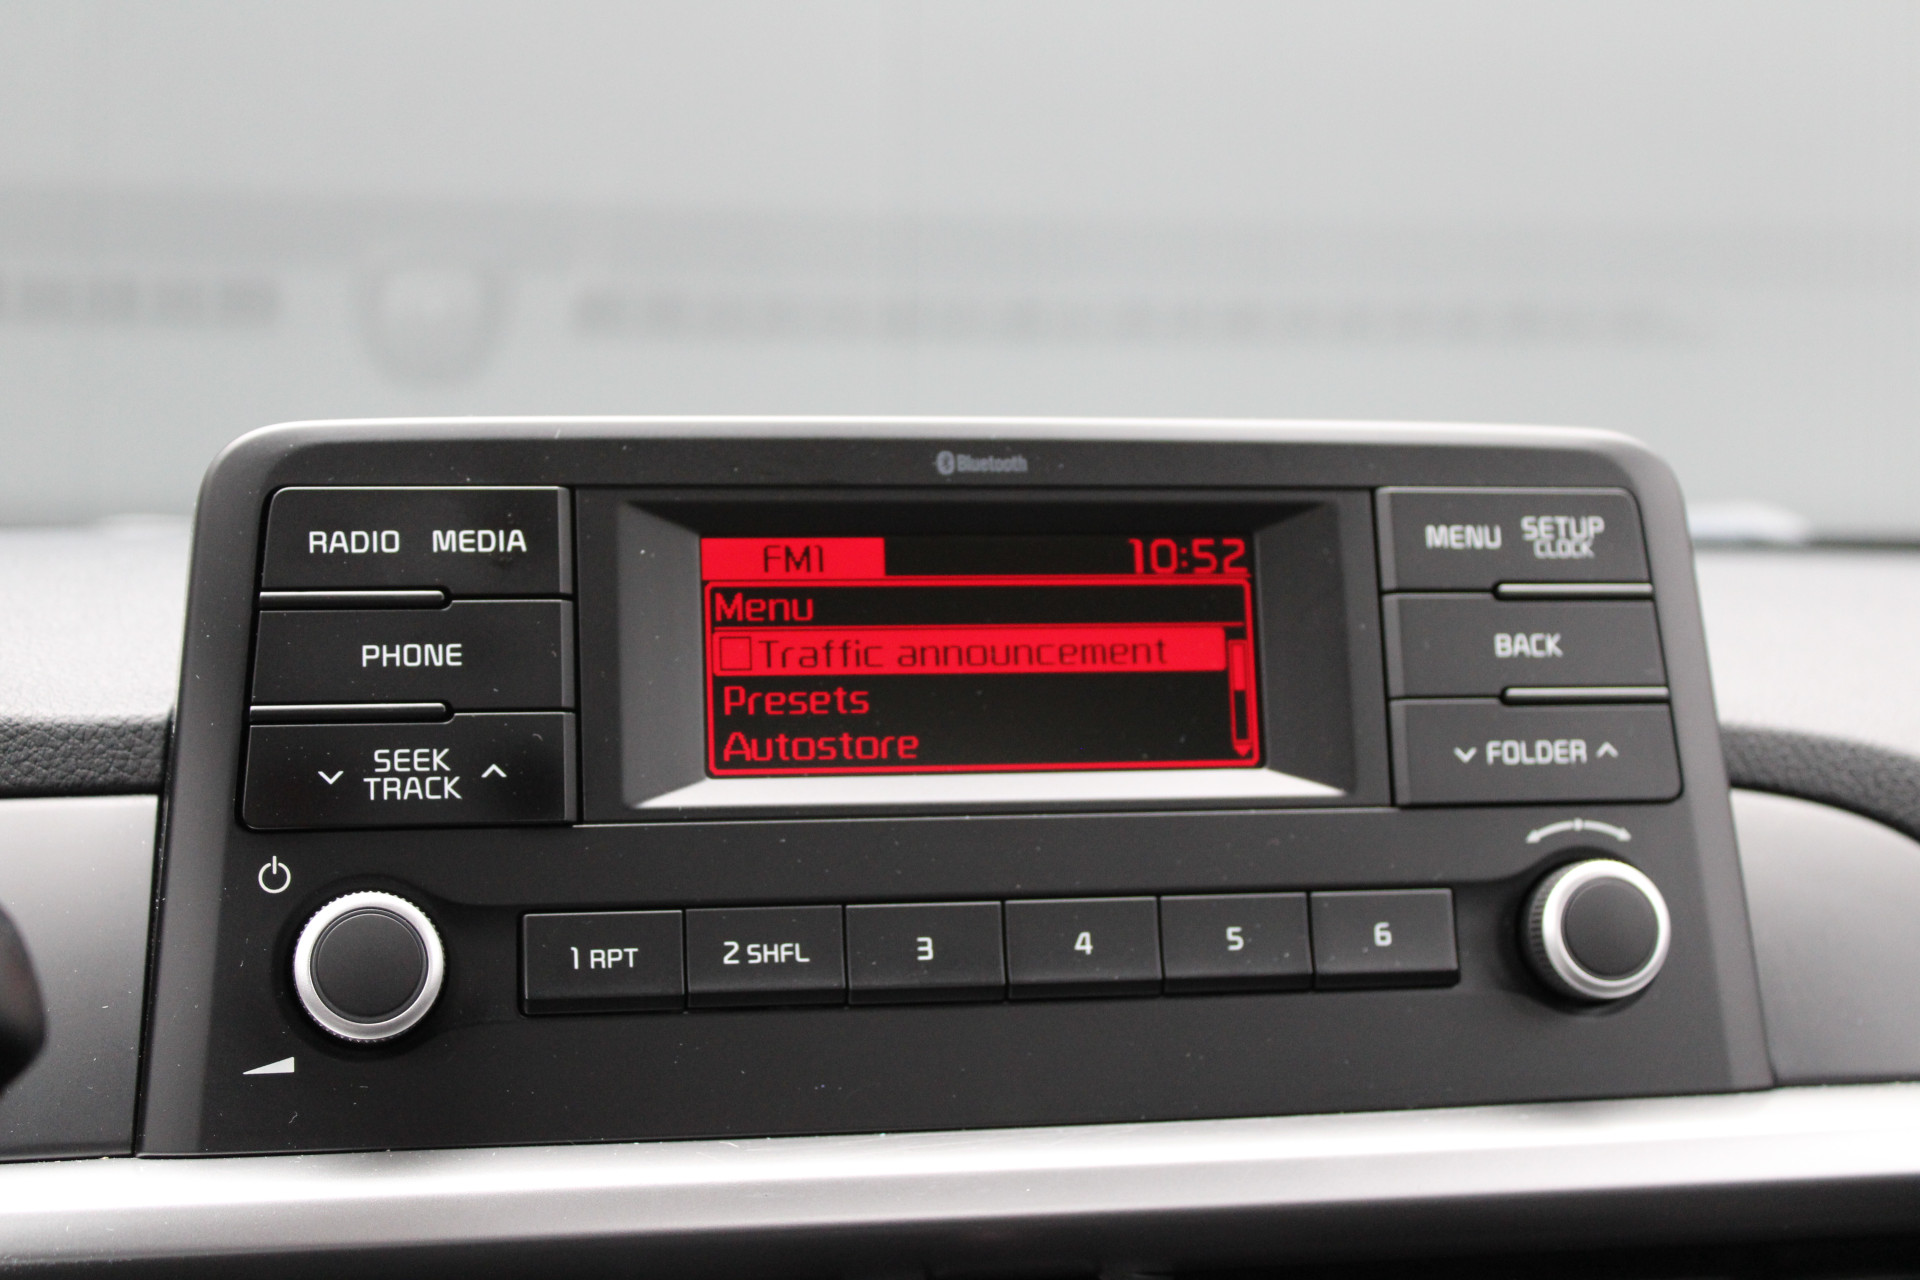 Bluetooth
RADIO MEDIA
PHONE
SEEK
TRACK
FM1 10:52
Menu
Traffic announcement
Presets
Autostore
MENU SETUP
CLOCK
BACK
FOLDER
1 RPT 2 SHFL 3 4 5 6